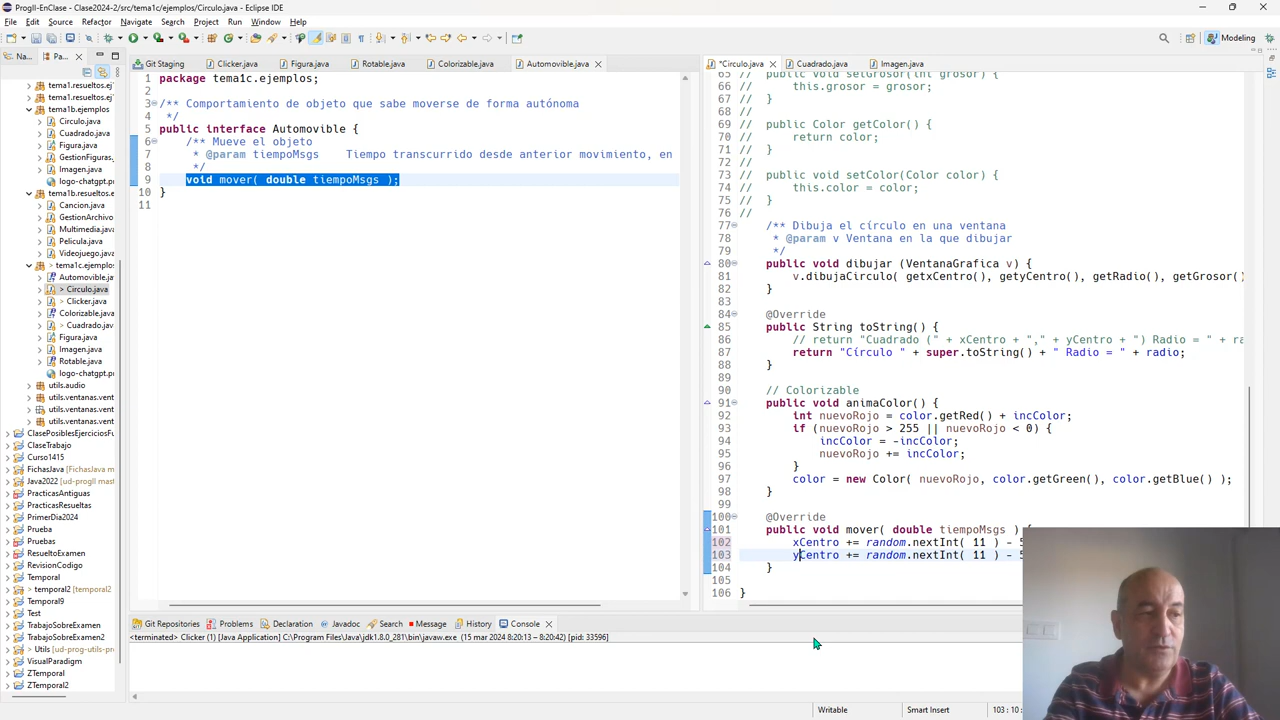 ProgII-EnClase - Clase2024-2/src/tema1c/ejemplos/Circulo.java - Eclipse IDE
File Edit Source Refactor Navigate Search Project Run Window Help
Modeling
Na... Pa...
Git Staging Clicker.java Figura.java Rotable.java Colorizable.java Automovible.java
*Circulo.java Cuadrado.java Imagen.java
tema1.resueltos.ej
tema1.resueltos.ej
tema1b.ejemplos
Circulo.java
Cuadrado.java
Figura.java
GestionFiguras.
Imagen.java
logo-chatgpt.pr
tema1b.resueltos.
Cancion.java
GestionArchivo
Multimedia.java
Pelicula.java
Videojuego.java
> tema1c.ejemplos
Automovible.ja
> Circulo.java
> Clicker.java
Colorizable.java
> Cuadrado.jav
Figura.java
Imagen.java
Rotable.java
logo-chatgpt.pr
utils.audio
utils.ventanas.vent
utils.ventanas.vent
utils.ventanas.vent
ClasePosiblesEjerciciosFu
ClaseTrabajo
Curso1415
FichasJava [ud-progII m
Java2022 [ud-progII mast
PracticasAntiguas
PracticasResueltas
PrimerDia2024
Prueba
Pruebas
ResueltoExamen
RevisionCodigo
Temporal
> temporal2 [temporal2
Temporal9
Test
TrabajoSobreExamen
TrabajoSobreExamen2
> Utils [ud-prog-utils-pro
VisualParadigm
ZTemporal
ZTemporal2
1 package tema1c.ejemplos;
2
3 /** Comportamiento de objeto que sabe moverse de forma autónoma
4 */
5 public interface Automovible {
6 /** Mueve el objeto
7 * @param tiempoMsgs Tiempo transcurrido desde anterior movimiento, en
8 */
9 void mover( double tiempoMsgs );
10 }
11
65 // public void setGrosor(int grosor) {
66 // this.grosor = grosor;
67 // }
68 //
69 // public Color getColor() {
70 // return color;
71 // }
72 //
73 // public void setColor(Color color) {
74 // this.color = color;
75 // }
76 //
77 /** Dibuja el círculo en una ventana
78 * @param v Ventana en la que dibujar
79 */
80 public void dibujar (VentanaGrafica v) {
81 v.dibujaCirculo( getxCentro(), getyCentro(), getRadio(), getGrosor()
82 }
83
84 @Override
85 public String toString() {
86 // return "Cuadrado (" + xCentro + "," + yCentro + ") Radio = " + ra
87 return "Círculo " + super.toString() + " Radio = " + radio;
88 }
89
90 // Colorizable
91 public void animaColor() {
92 int nuevoRojo = color.getRed() + incColor;
93 if (nuevoRojo > 255 || nuevoRojo < 0) {
94 incColor = -incColor;
95 nuevoRojo += incColor;
96 }
97 color = new Color( nuevoRojo, color.getGreen(), color.getBlue() );
98 }
99
100 @Override
101 public void mover( double tiempoMsgs ) {
102 xCentro += random.nextInt( 11 ) - 5
103 yCentro += random.nextInt( 11 ) - 5
104 }
105
106 }
Git Repositories Problems Declaration Javadoc Search Message History Console
<terminated> Clicker (1) [Java Application] C:\Program Files\Java\jdk1.8.0_281\bin\javaw.exe (15 mar 2024 8:20:13 – 8:20:42) [pid: 33596]
Writable Smart Insert 103 : 10 :